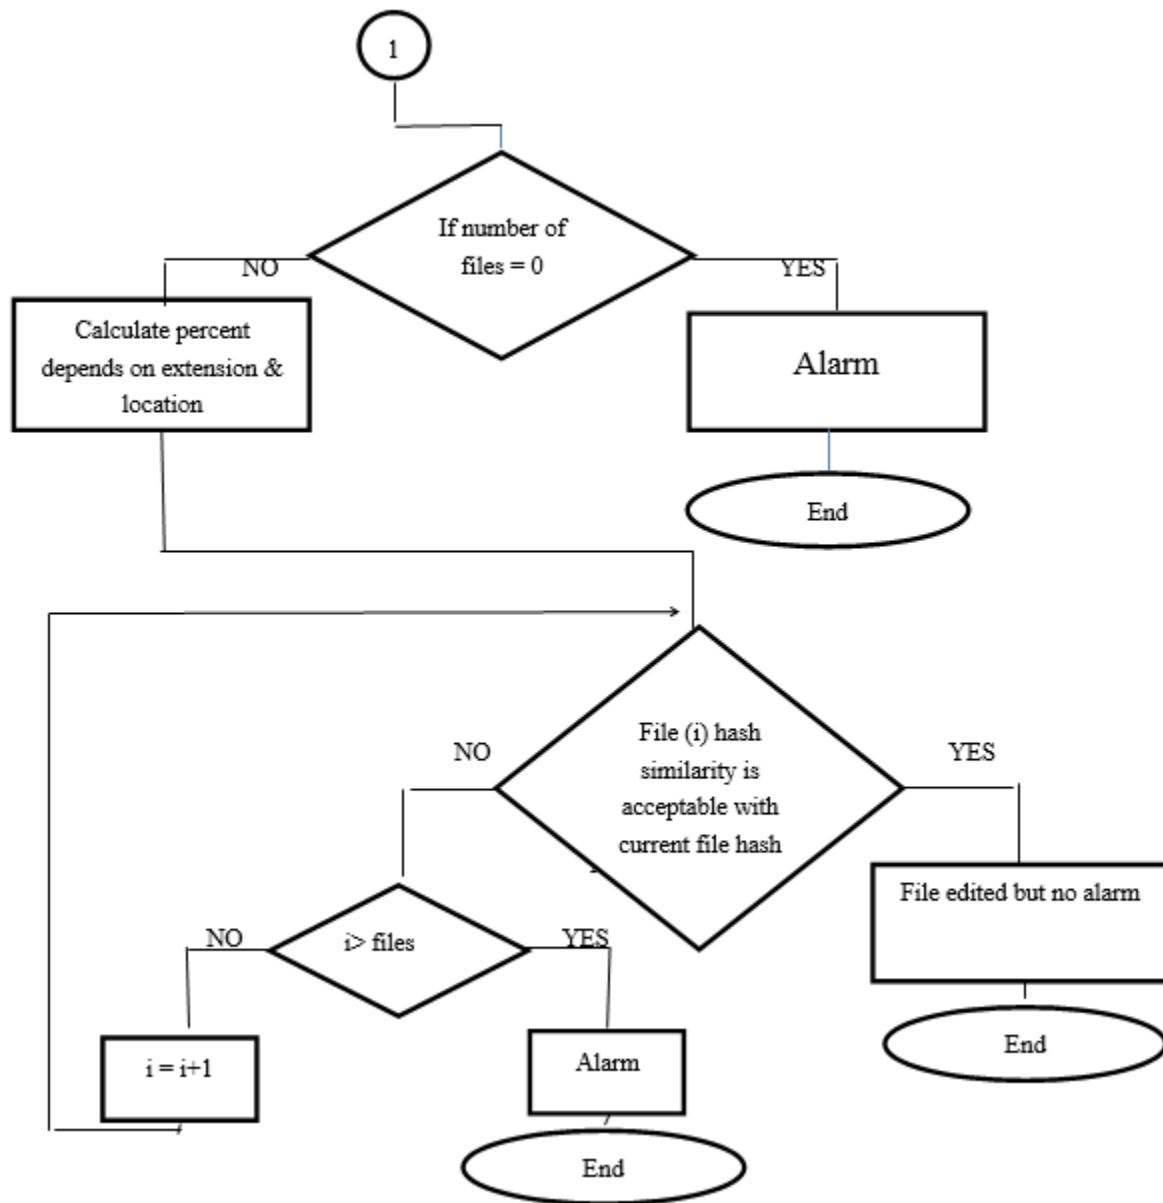 1
If number of
files = 0
NO
YES
Calculate percent
depends on extension &
location
Alarm
End
File (i) hash
similarity is
acceptable with
current file hash
NO
YES
File edited but no alarm
End
i> files
NO
YES
i = i+1
Alarm
End